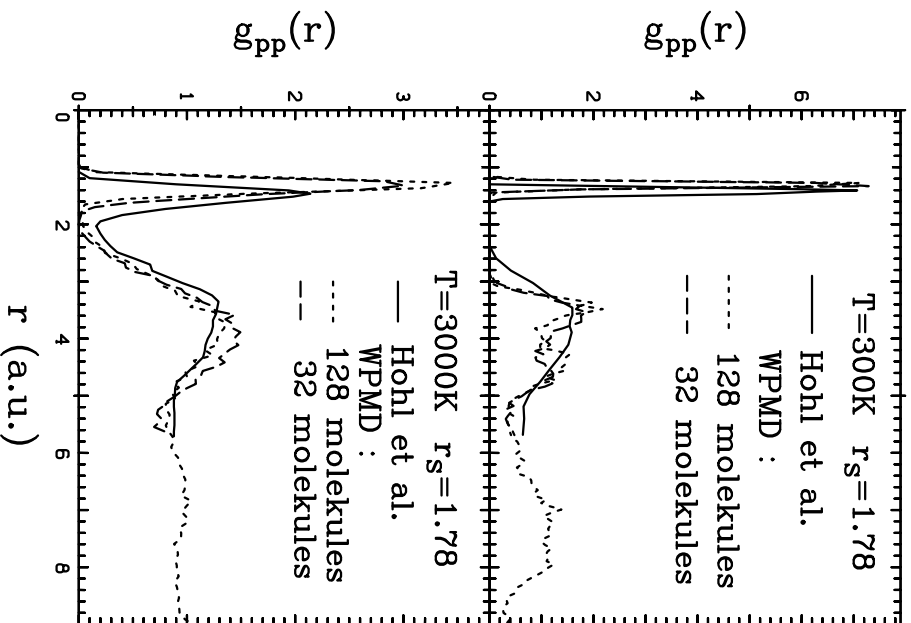 T=300K r_s=1.78
Hohl et al.
WPMD :
128 molekules
32 molekules
g_pp(r)
0
2
4
6
T=3000K r_s=1.78
Hohl et al.
WPMD :
128 molekules
32 molekules
g_pp(r)
0
1
2
3
0
2
4
6
8
r (a.u.)